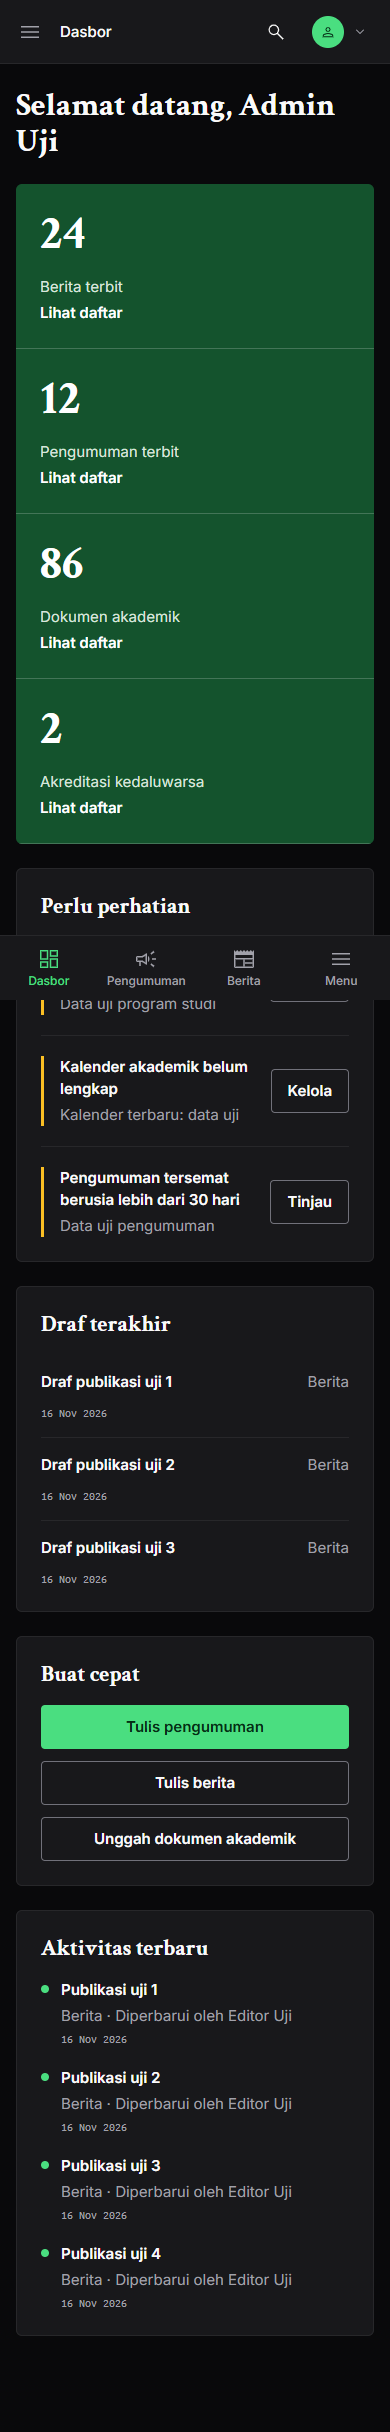 Dasbor
Selamat datang, Admin
Uji
24
Berita terbit
Lihat daftar
12
Pengumuman terbit
Lihat daftar
86
Dokumen akademik
Lihat daftar
2
Akreditasi kedaluwarsa
Lihat daftar
Perlu perhatian
Dasbor
Pengumuman
Berita
Menu
Data uji program studi
Kalender akademik belum
lengkap
Kalender terbaru: data uji
Kelola
Pengumuman tersemat
berusia lebih dari 30 hari
Data uji pengumuman
Tinjau
Draf terakhir
Draf publikasi uji 1
Berita
16 Nov 2026
Draf publikasi uji 2
Berita
16 Nov 2026
Draf publikasi uji 3
Berita
16 Nov 2026
Buat cepat
Tulis pengumuman
Tulis berita
Unggah dokumen akademik
Aktivitas terbaru
Publikasi uji 1
Berita · Diperbarui oleh Editor Uji
16 Nov 2026
Publikasi uji 2
Berita · Diperbarui oleh Editor Uji
16 Nov 2026
Publikasi uji 3
Berita · Diperbarui oleh Editor Uji
16 Nov 2026
Publikasi uji 4
Berita · Diperbarui oleh Editor Uji
16 Nov 2026